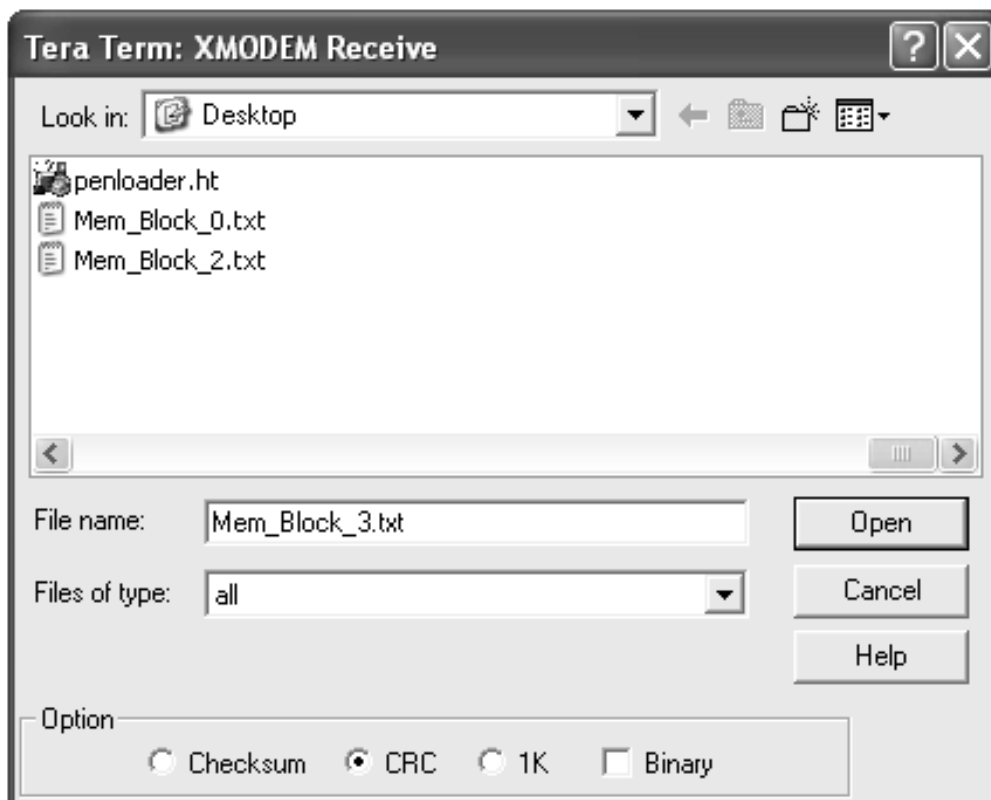 Tera Term: XMODEM Receive
Look in: Desktop
penloader.ht
Mem_Block_0.txt
Mem_Block_2.txt
File name: Mem_Block_3.txt Open
Files of type: all Cancel
Help
Option
Checksum CRC 1K Binary